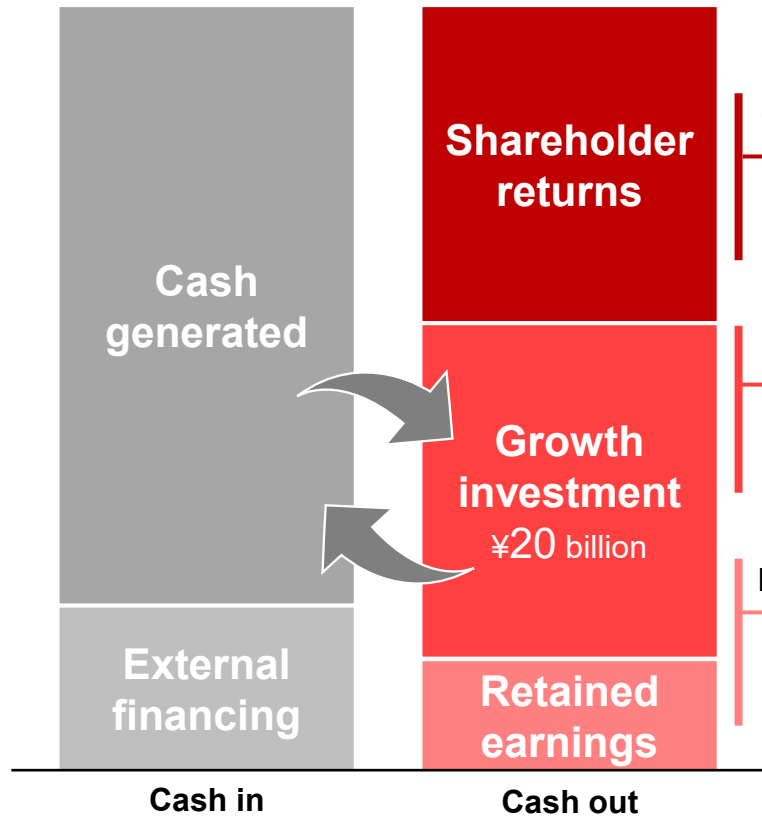 Cash
generated
External
financing
Cash in
Shareholder
returns
Growth
investment
¥20 billion
Retained
earnings
Cash out